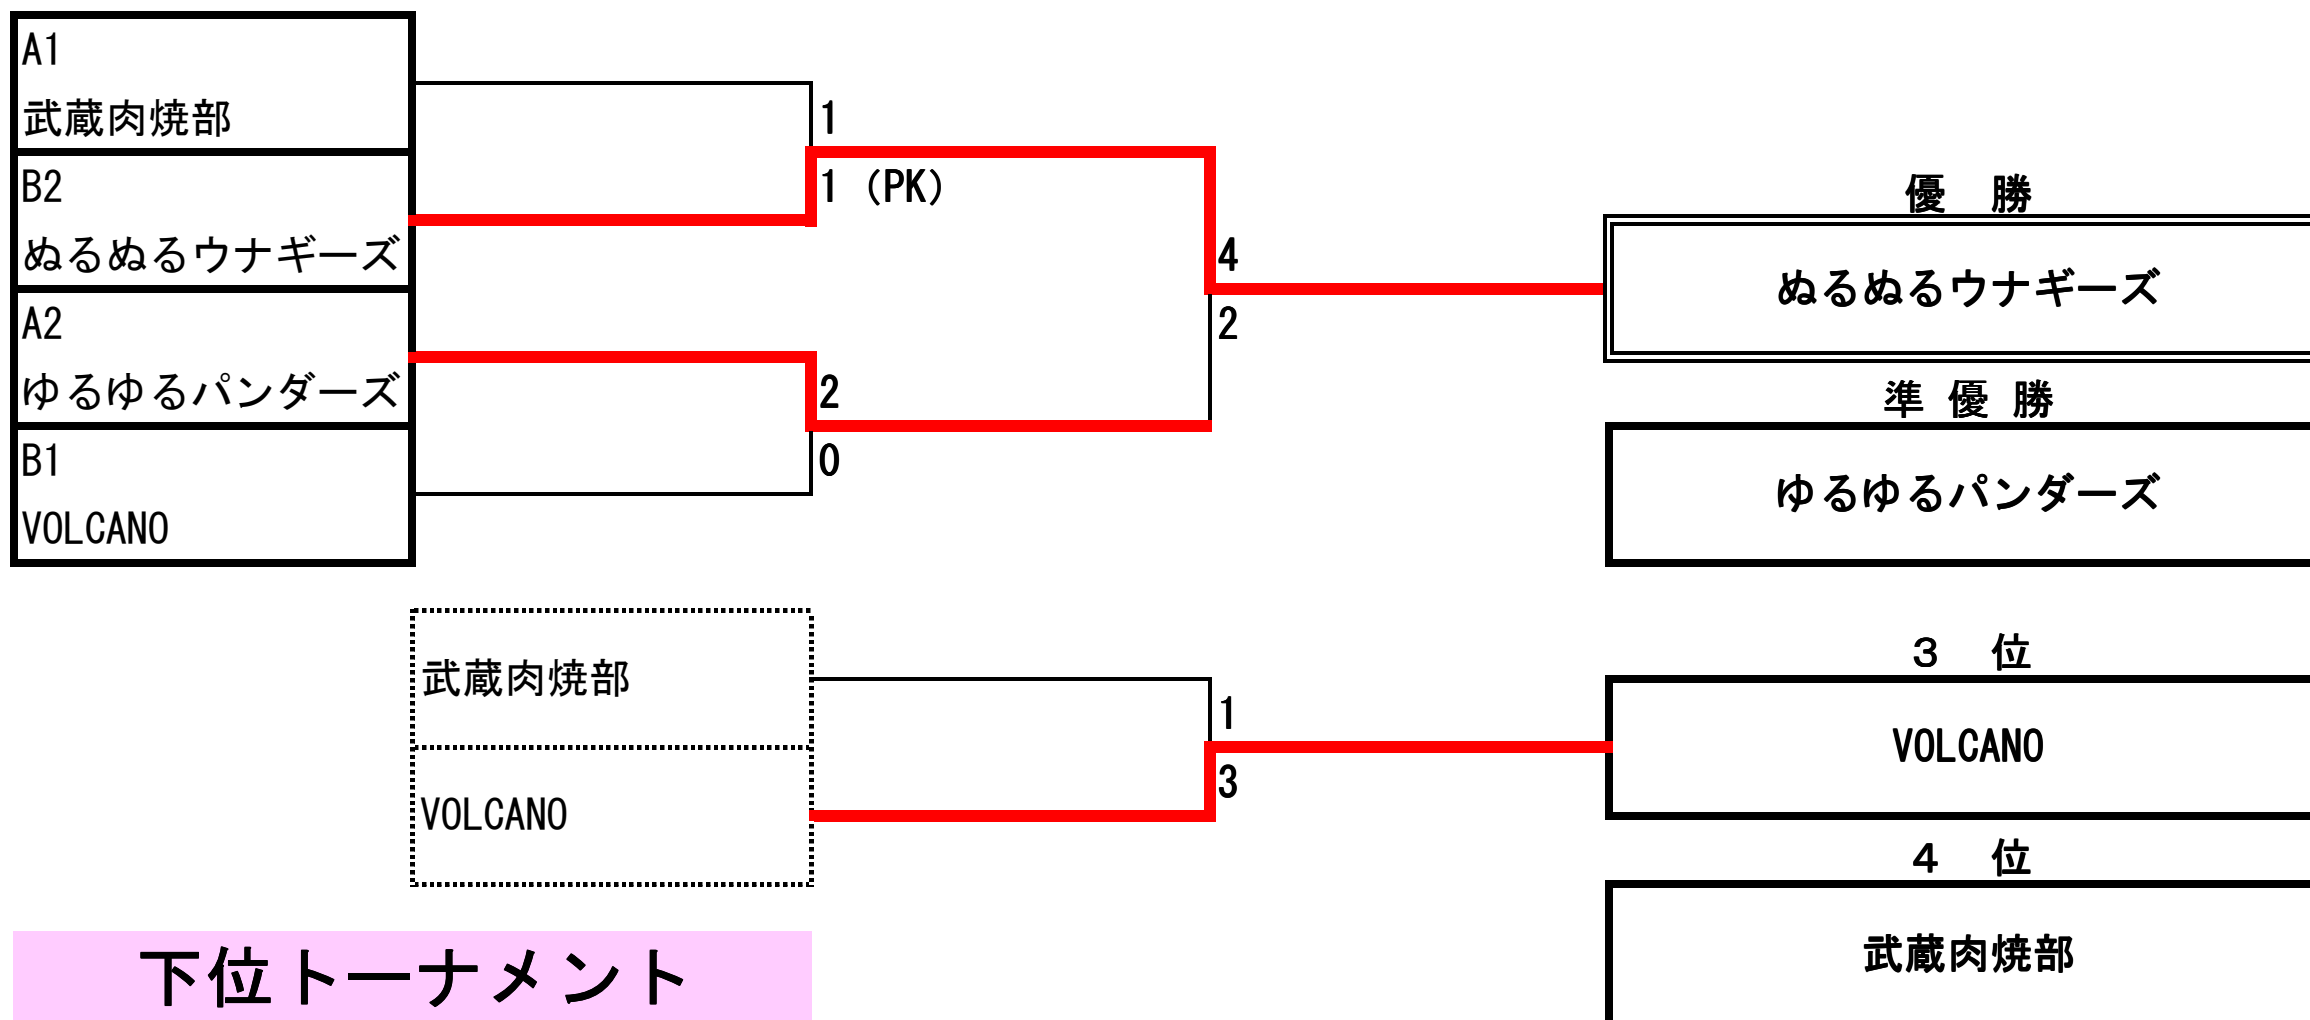 A1
武蔵肉焼部
1
B2
1 (PK)
ぬるぬるウナギーズ
4
優 勝
ぬるぬるウナギーズ
A2
2
ゆるゆるパンダーズ
2
準 優 勝
B1
0
ゆるゆるパンダーズ
VOLCANO
武蔵肉焼部
1
3 位
VOLCANO
3
VOLCANO
4 位
武蔵肉焼部
下位トーナメント